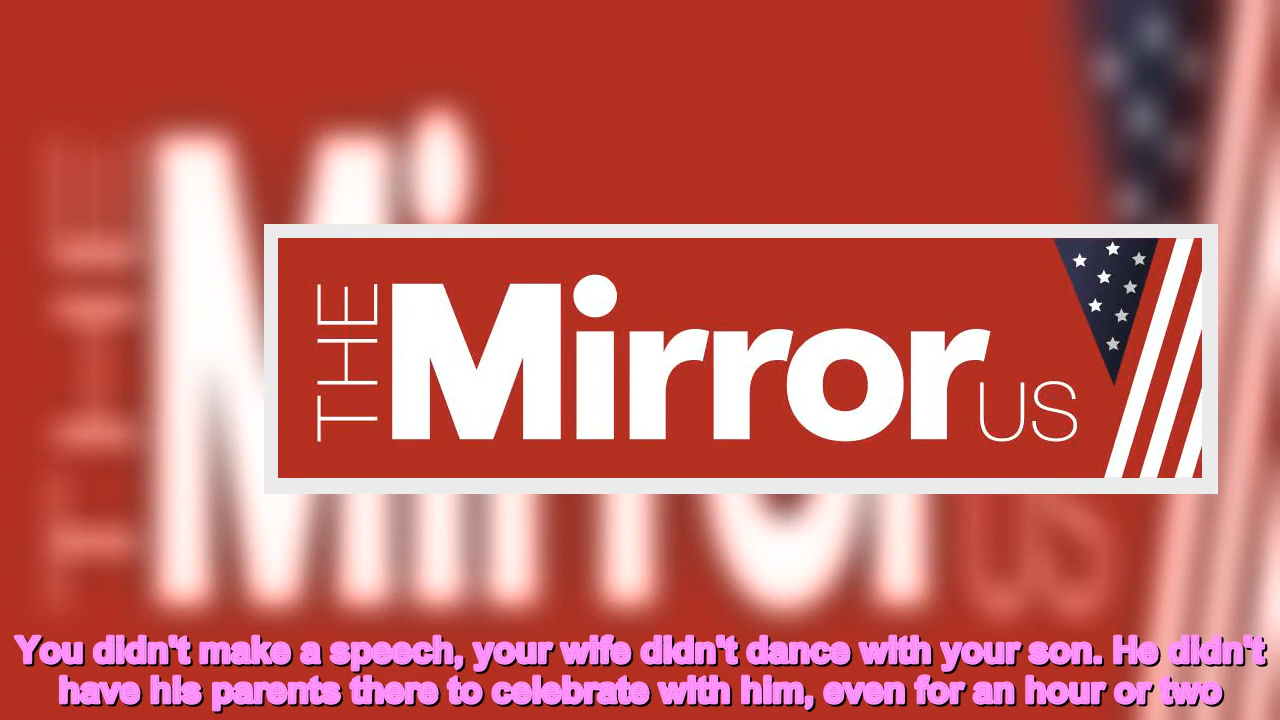 THE Mirror US
You didn't make a speech, your wife didn't dance with your son. He didn't
have his parents there to celebrate with him, even for an hour or two